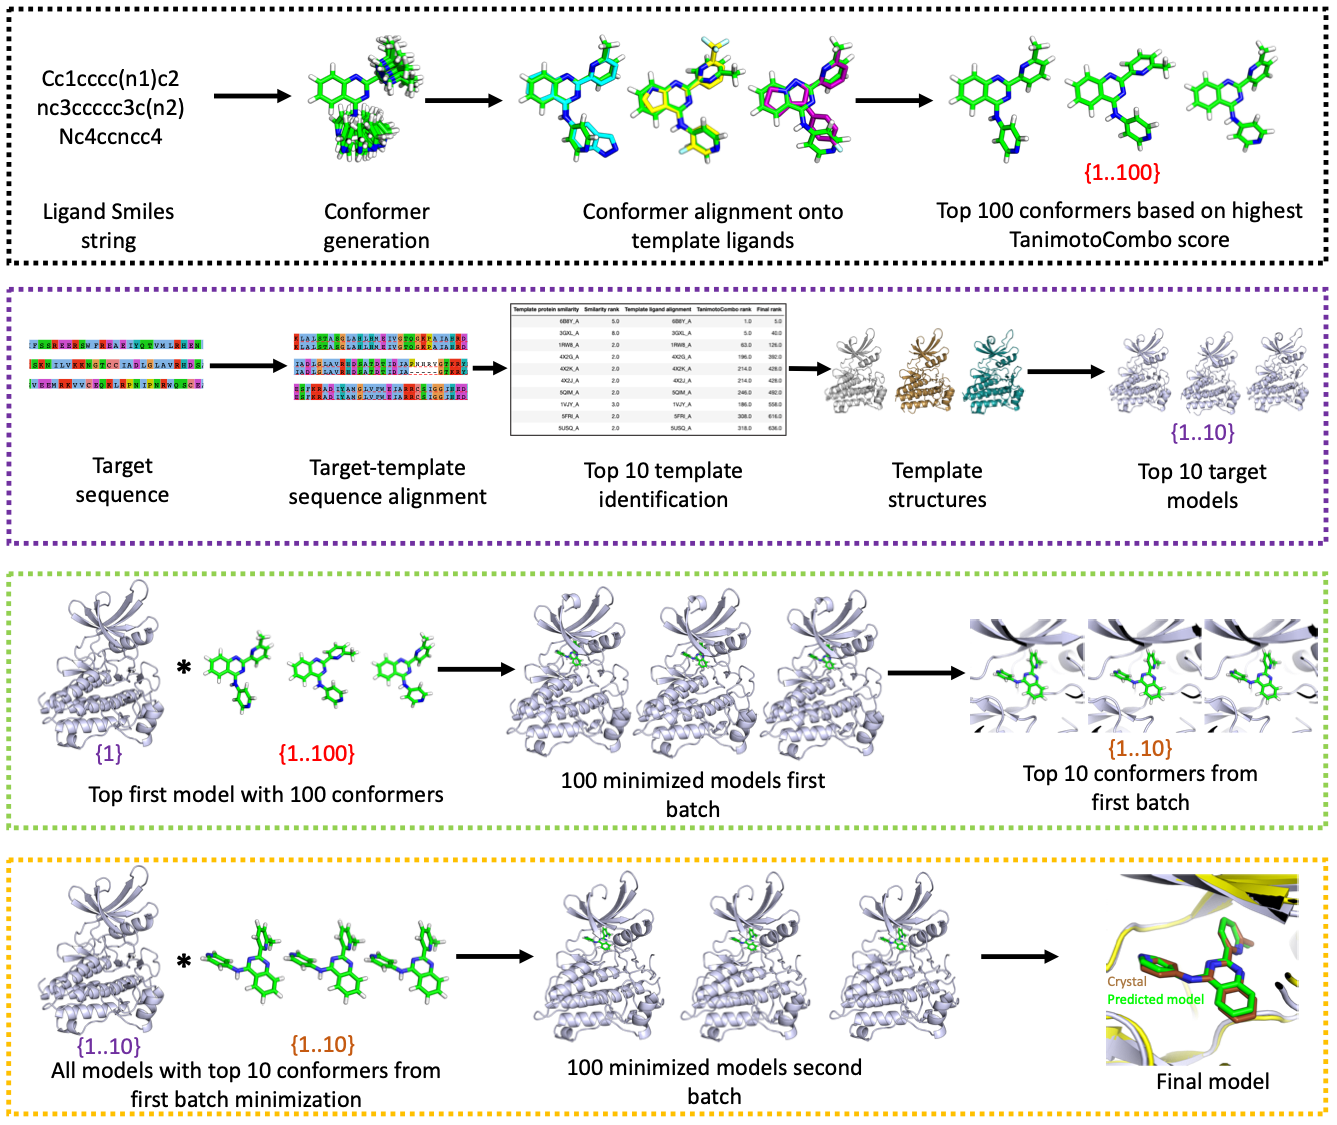 Cc1cccc(n1)c2
nc3ccccc3c(n2)
Nc4ccncc4
{1..100}
Ligand Smiles
string
Conformer
generation
Conformer alignment onto
template ligands
Top 100 conformers based on highest
TanimotoCombo score
Template protein similarity Similarity rank Template ligand alignment TanimotoCombo rank Final rank
6B8Y_A 5.0 6B8Y_A 1.0 5.0
3GXL_A 8.0 3GXL_A 5.0 40.0
1RW8_A 2.0 1RW8_A 63.0 126.0
4X2G_A 2.0 4X2G_A 196.0 392.0
4X2K_A 2.0 4X2K_A 214.0 428.0
4X2J_A 2.0 4X2J_A 214.0 428.0
5QIM_A 2.0 5QIM_A 246.0 492.0
1VJY_A 3.0 1VJY_A 186.0 558.0
5FRI_A 2.0 5FRI_A 308.0 616.0
5USQ_A 2.0 5USQ_A 318.0 636.0
{1..10}
Target
sequence
Target-template
sequence alignment
Top 10 template
identification
Template
structures
Top 10 target
models
*
{1}
{1..100}
{1..10}
Top first model with 100 conformers
100 minimized models first
batch
Top 10 conformers from
first batch
*
Crystal
Predicted model
{1..10}
{1..10}
All models with top 10 conformers from
first batch minimization
100 minimized models second
batch
Final model